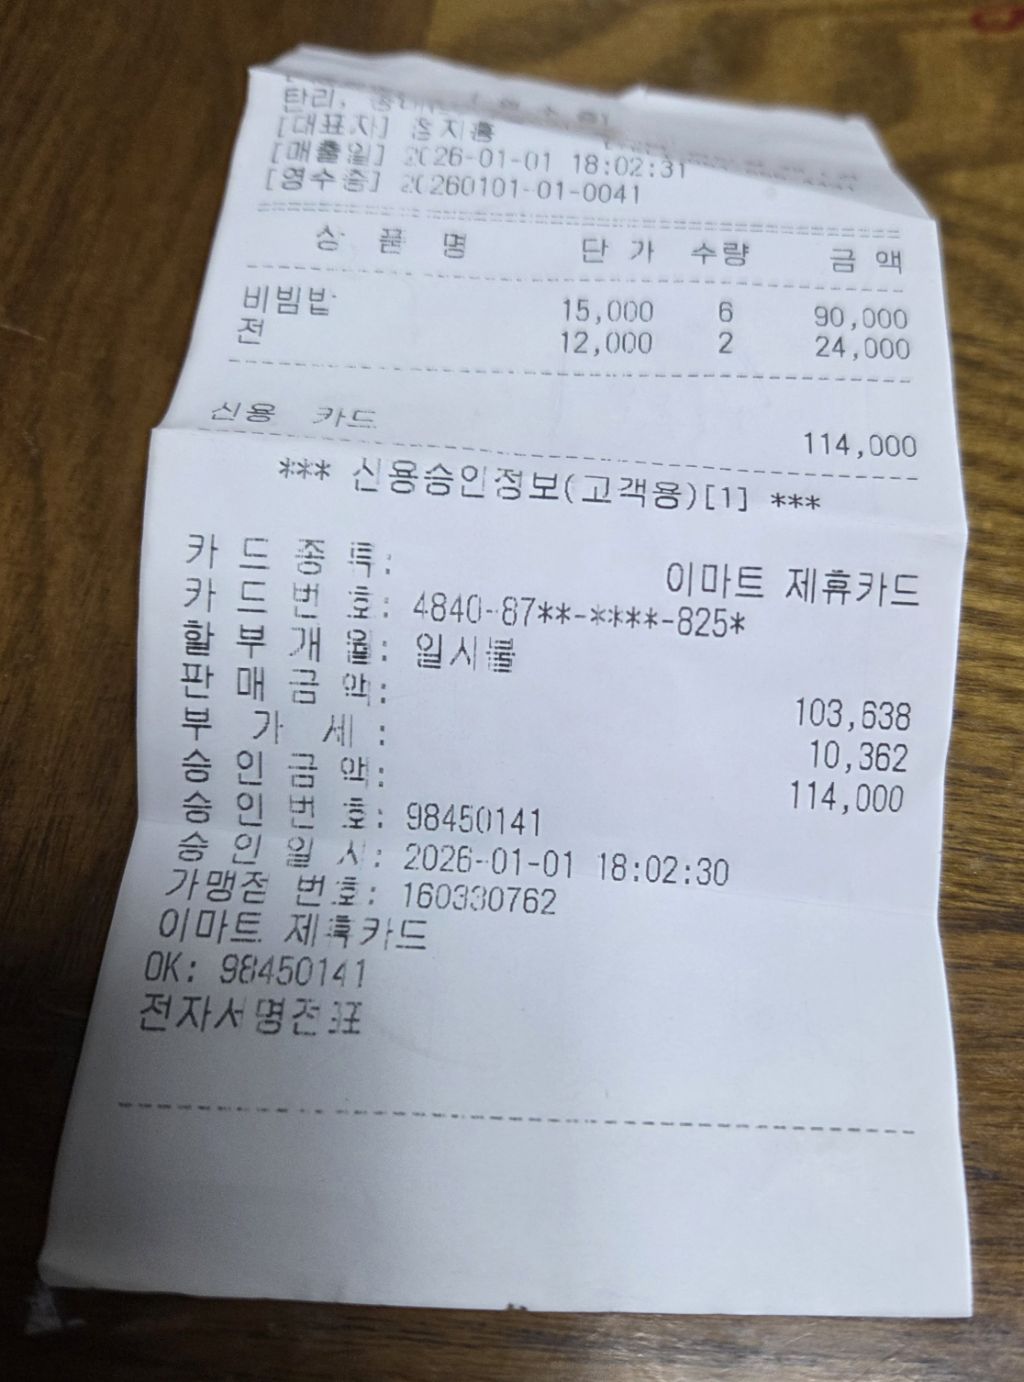 탄리,
[대표자] 홍지홍
[매출일] 2026-01-01 18:02:31
[영수증] 20260101-01-0041
상 품 명 단 가 수량 금 액
비빔밥 15,000 6 90,000
전 12,000 2 24,000
신용 카드 114,000
*** 신용승인정보(고객용)[1] ***
카 드 종 류: 이마트 제휴카드
카 드 번 호: 4840-87**-****-825*
할 부 개 월: 일시불
판 매 금 액: 103,638
부 가 세 : 10,362
승 인 금 액: 114,000
승 인 번 호: 98450141
승 인 일 시: 2026-01-01 18:02:30
가맹점 번호: 160330762
이마트 제휴카드
OK: 98450141
전자서명전표